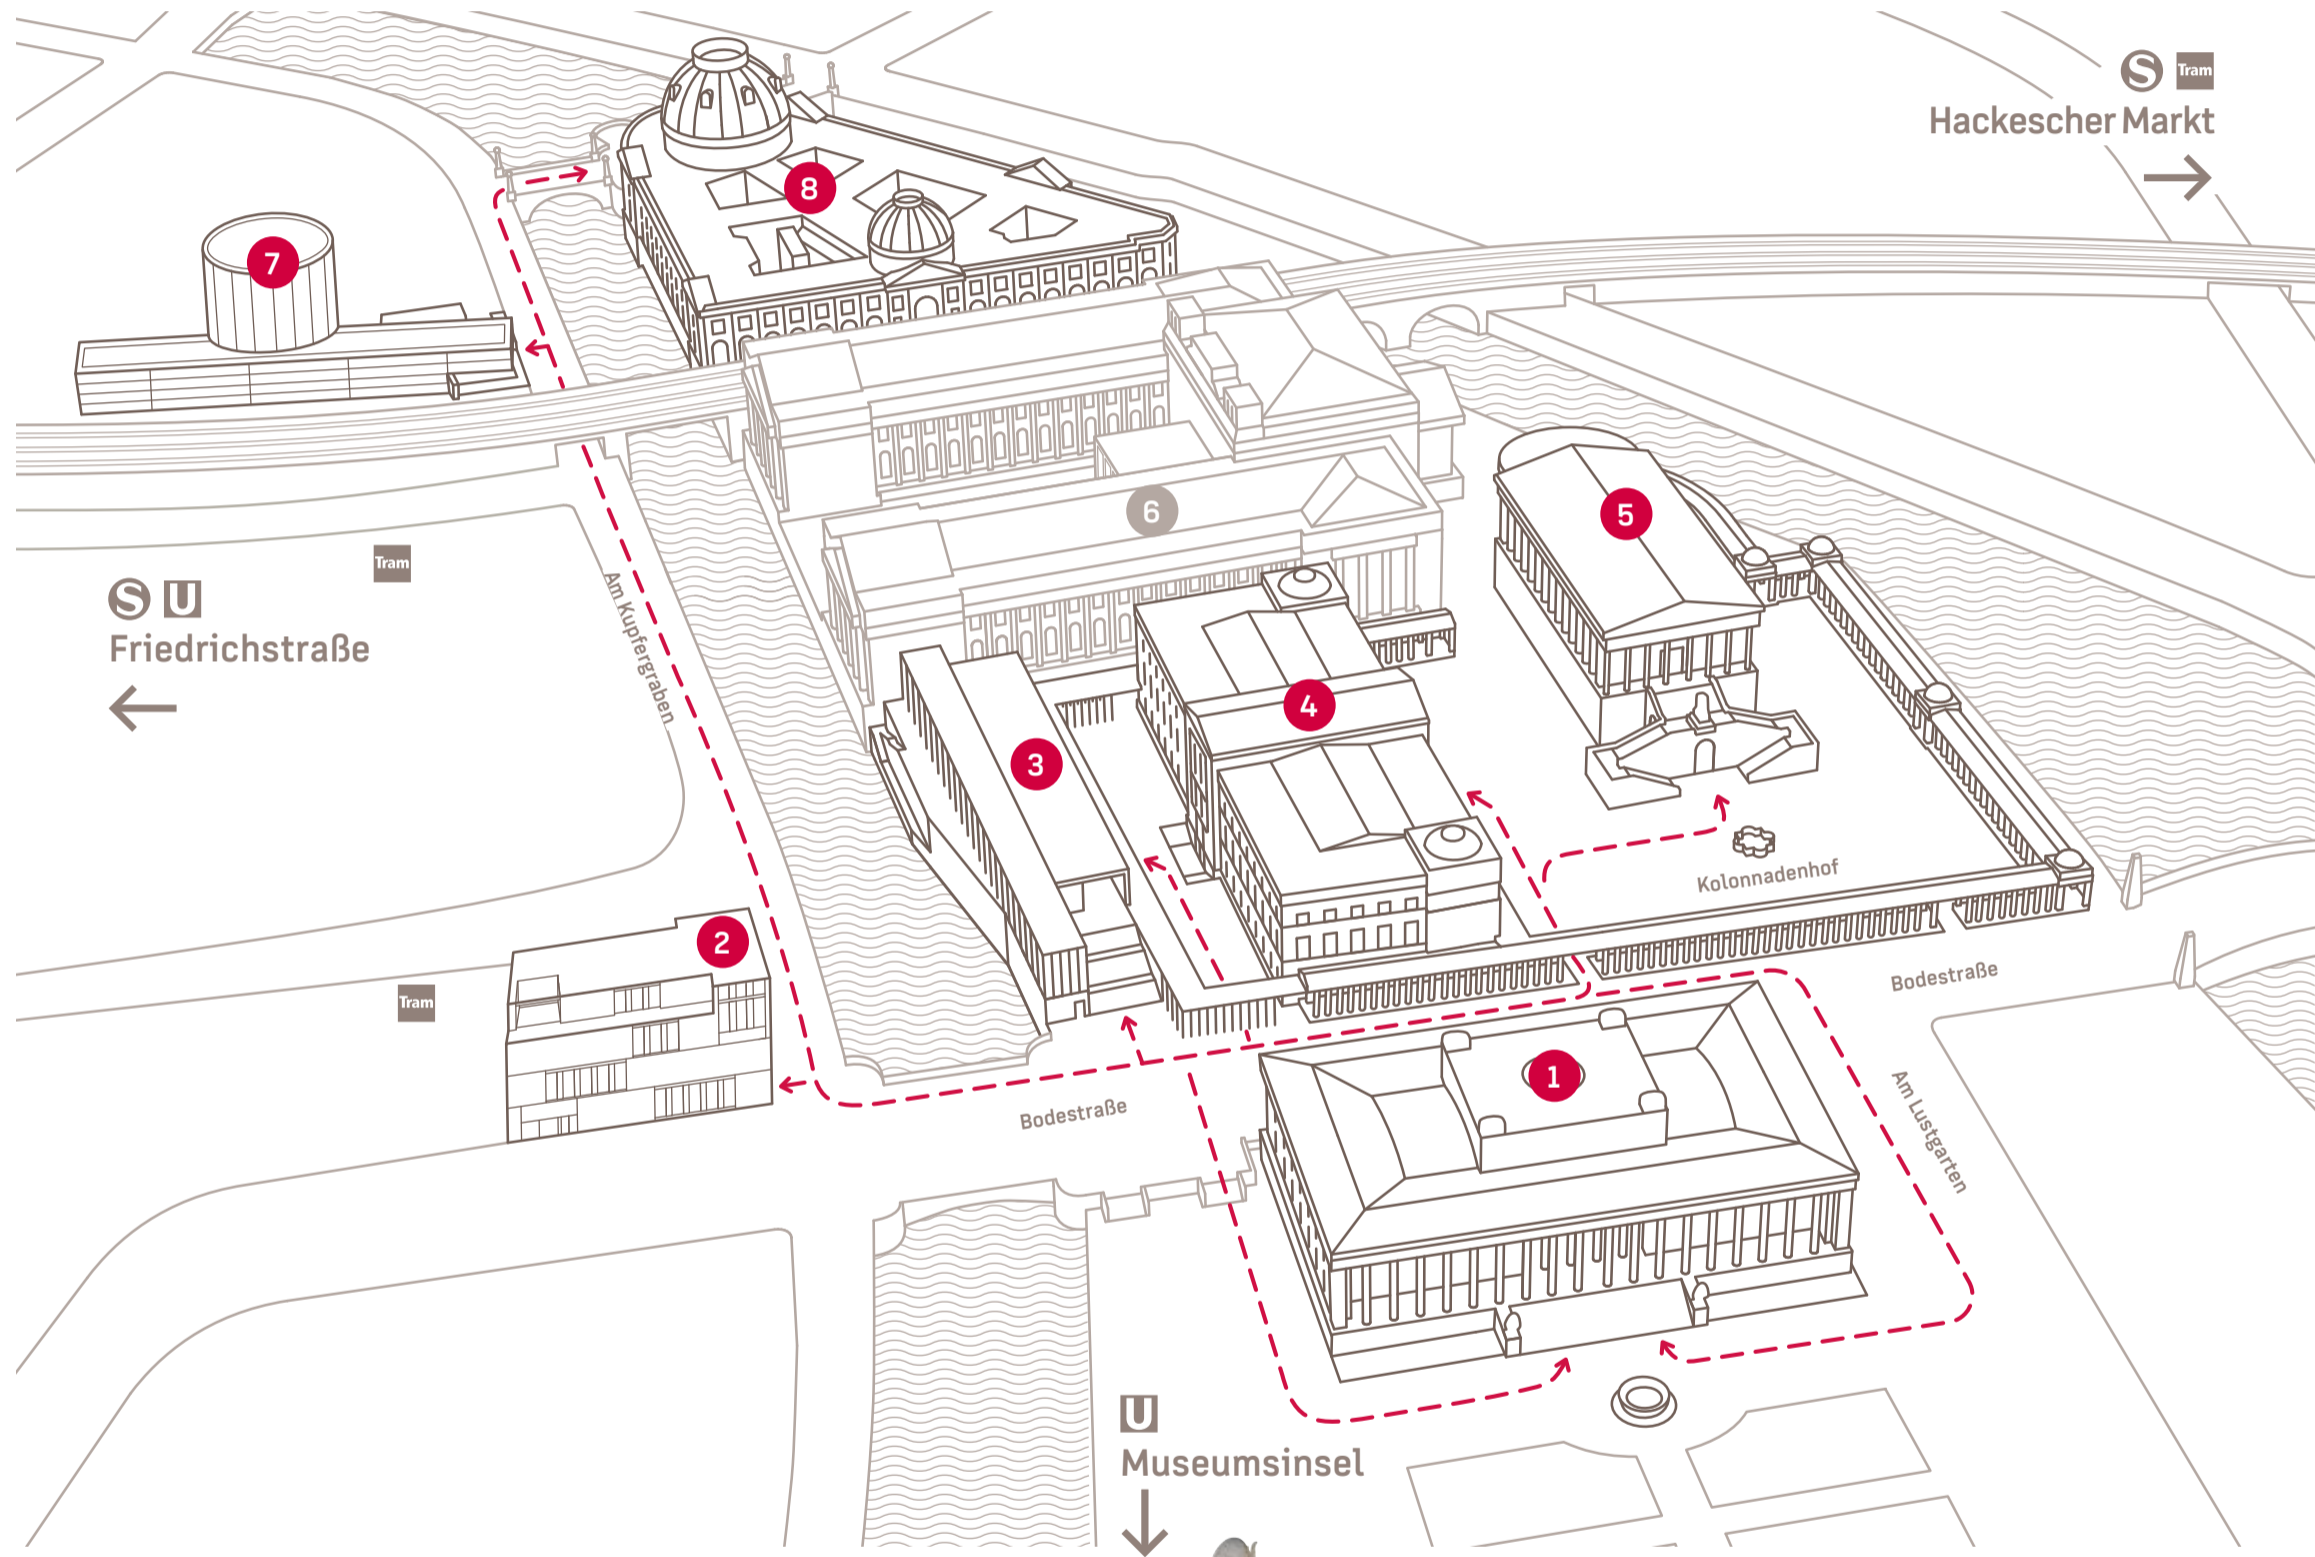 S Tram
Hackescher Markt
8
7
6
5
Tram
S U
Friedrichstraße
Am Kupfergraben
4
3
Kolonnadenhof
2
Bodestraße
Tram
1
Bodestraße
Am Lustgarten
U
Museumsinsel